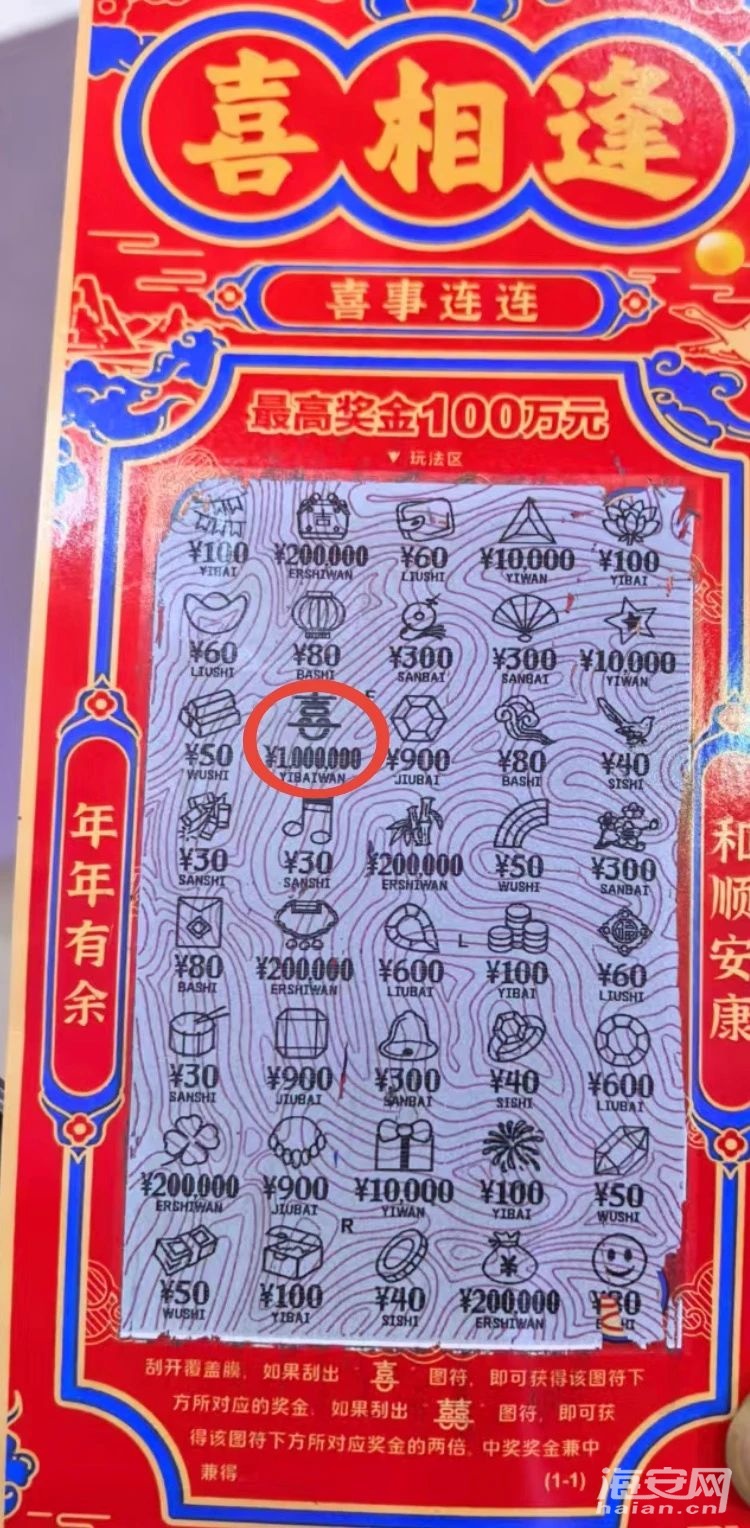 喜相逢
喜事连连
最高奖金100万元
▼ 玩法区
年年有余
和顺安康
¥100 ¥200,000 ¥60 ¥10,000 ¥100
YIBAI ERSHIWAN LIUSHI YIWAN YIBAI
¥60 ¥80 ¥300 ¥300 ¥10,000
LIUSHI BASHI SANBAI SANBAI YIWAN
喜 F
¥50 ¥1,000,000 ¥900 ¥80 ¥40
WUSHI YIBAIWAN JIUBAI BASHI SISHI
¥30 ¥30 ¥200,000 ¥50 ¥300
SANSHI SANSHI ERSHIWAN WUSHI SANBAI
福
L
¥80 ¥200,000 ¥600 ¥100 ¥60
BASHI ERSHIWAN LIUBAI YIBAI LIUSHI
¥30 ¥900 ¥300 ¥40 ¥600
SANSHI JIUBAI SANBAI SISHI LIUBAI
¥200,000 ¥900 ¥10,000 ¥100 ¥50
ERSHIWAN JIUBAI YIWAN YIBAI WUSHI
R ¥
¥50 ¥100 ¥40 ¥200,000
WUSHI YIBAI SISHI ERSHIWAN
刮开覆盖膜，如果刮出 喜 图符，即可获得该图符下
方所对应的奖金；如果刮出 囍 图符，即可获
得该图符下方所对应奖金的两倍。中奖奖金兼中
兼得
(1-1)
海安网
haian.cn